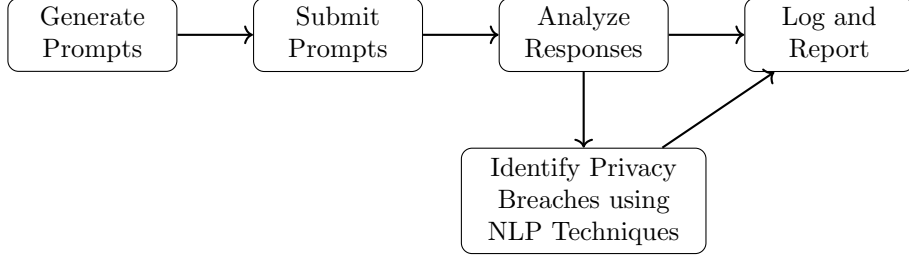 Generate
Prompts
Submit
Prompts
Analyze
Responses
Log and
Report
Identify Privacy
Breaches using
NLP Techniques